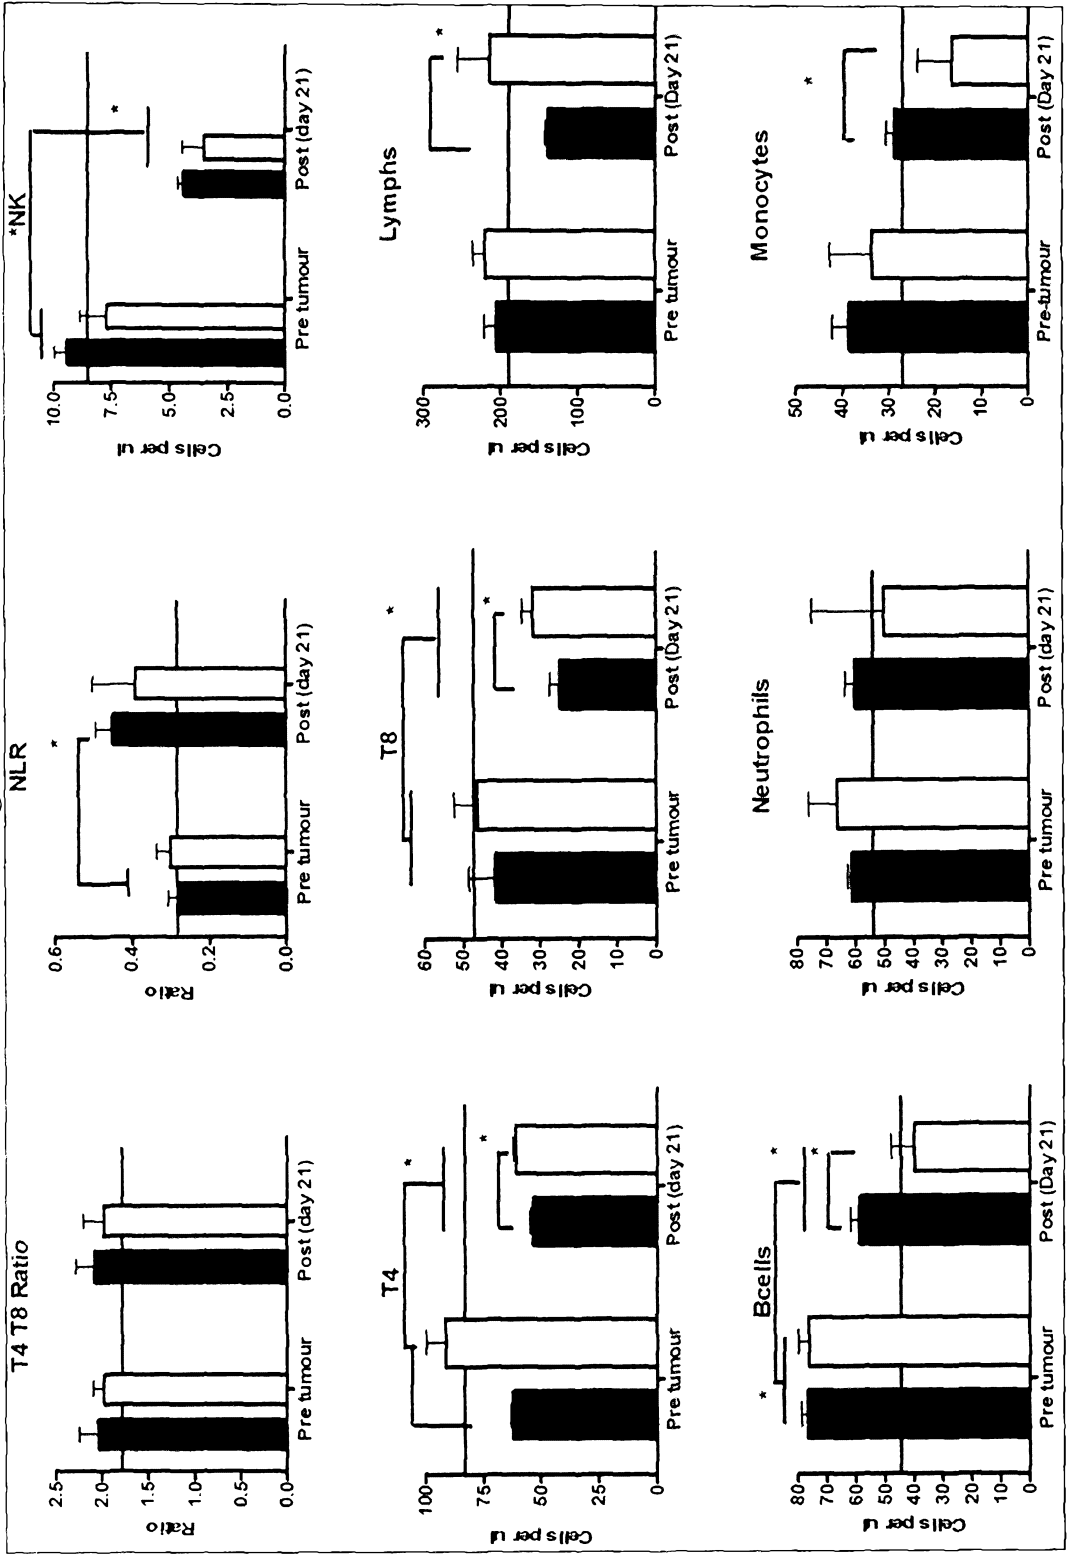 T4 T8 Ratio
Ratio
2.5
2.0
1.5
1.0
0.5
0.0
Pre tumour
Post (day 21)
NLR
*
Ratio
0.6
0.4
0.2
0.0
Pre tumour
Post (day 21)
*NK
*
Cells per ul
10.0
7.5
5.0
2.5
0.0
Pre tumour
Post (day 21)
T4
*
*
Cells per ul
100
75
50
25
0
Pre tumour
Post (day 21)
T8
*
*
Cells per ul
60
50
40
30
20
10
0
Pre tumour
Post (Day 21)
Lymphs
*
Cells per ul
300
200
100
0
Pre tumour
Post (Day 21)
Bcells
*
*
*
Cells per ul
80
70
60
50
40
30
20
10
0
Pre tumour
Post (Day 21)
Neutrophils
Cells per ul
80
70
60
50
40
30
20
10
0
Pre tumour
Post (day 21)
Monocytes
*
Cells per ul
50
40
30
20
10
0
Pre-tumour
Post (Day 21)